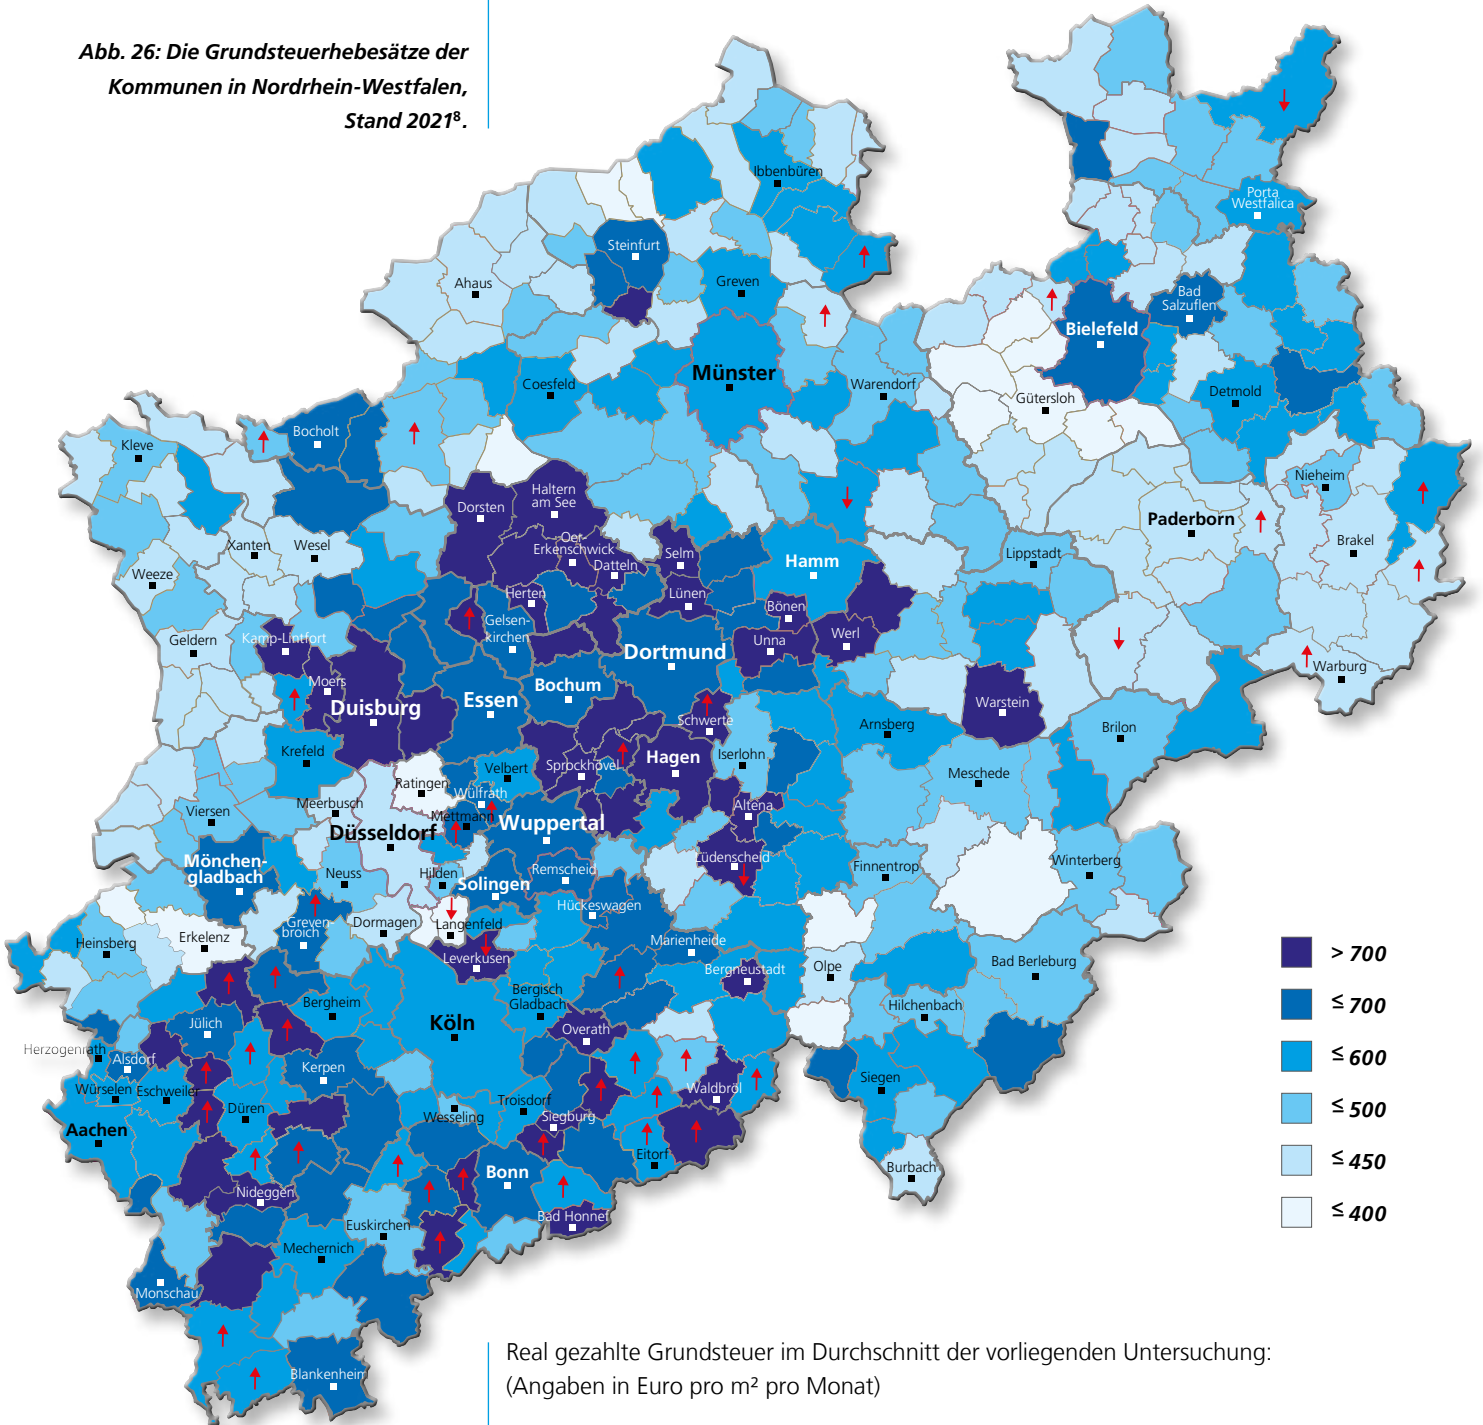 Abb. 26: Die Grundsteuerhebesätze der
Kommunen in Nordrhein-Westfalen,
Stand 2021⁸.
Ibbenbüren
Porta
Westfalica
Steinfurt
Ahaus
Greven
Bad
Salzuflen
Bielefeld
Münster
Coesfeld
Warendorf
Gütersloh
Detmold
Bocholt
Kleve
Nieheim
Haltern
am See
Dorsten
Paderborn
Oer-
Erkenschwick
Datteln
Selm
Xanten
Wesel
Brakel
Lippstadt
Hamm
Weeze
Herten
Lünen
Bönen
Gelsen-
kirchen
Kamp-Lintfort
Geldern
Unna
Werl
Dortmund
Warburg
Moers
Duisburg
Essen
Bochum
Schwerte
Warstein
Arnsberg
Brilon
Krefeld
Velbert
Sprockhövel
Hagen
Iserlohn
Meschede
Ratingen
Wülfrath
Meerbusch
Viersen
Düsseldorf
Mettmann
Wuppertal
Altena
Mönchen-
gladbach
Neuss
Hilden
Solingen
Remscheid
Lüdenscheid
Finnentrop
Winterberg
Hückeswagen
Greven-
broich
Dormagen
Langenfeld
Erkelenz
Heinsberg
Leverkusen
Marienheide
Bergneustadt
Olpe
Bad Berleburg
Bergheim
Bergisch
Gladbach
Hilchenbach
Jülich
Köln
Overath
Herzogenrath
Alsdorf
Kerpen
Siegen
Würselen
Eschweiler
Düren
Wesseling
Troisdorf
Siegburg
Waldbröl
Aachen
Eitorf
Burbach
Bonn
Nideggen
Bad Honnef
Euskirchen
Mechernich
Monschau
Blankenheim
> 700
≤ 700
≤ 600
≤ 500
≤ 450
≤ 400
Real gezahlte Grundsteuer im Durchschnitt der vorliegenden Untersuchung:
(Angaben in Euro pro m² pro Monat)